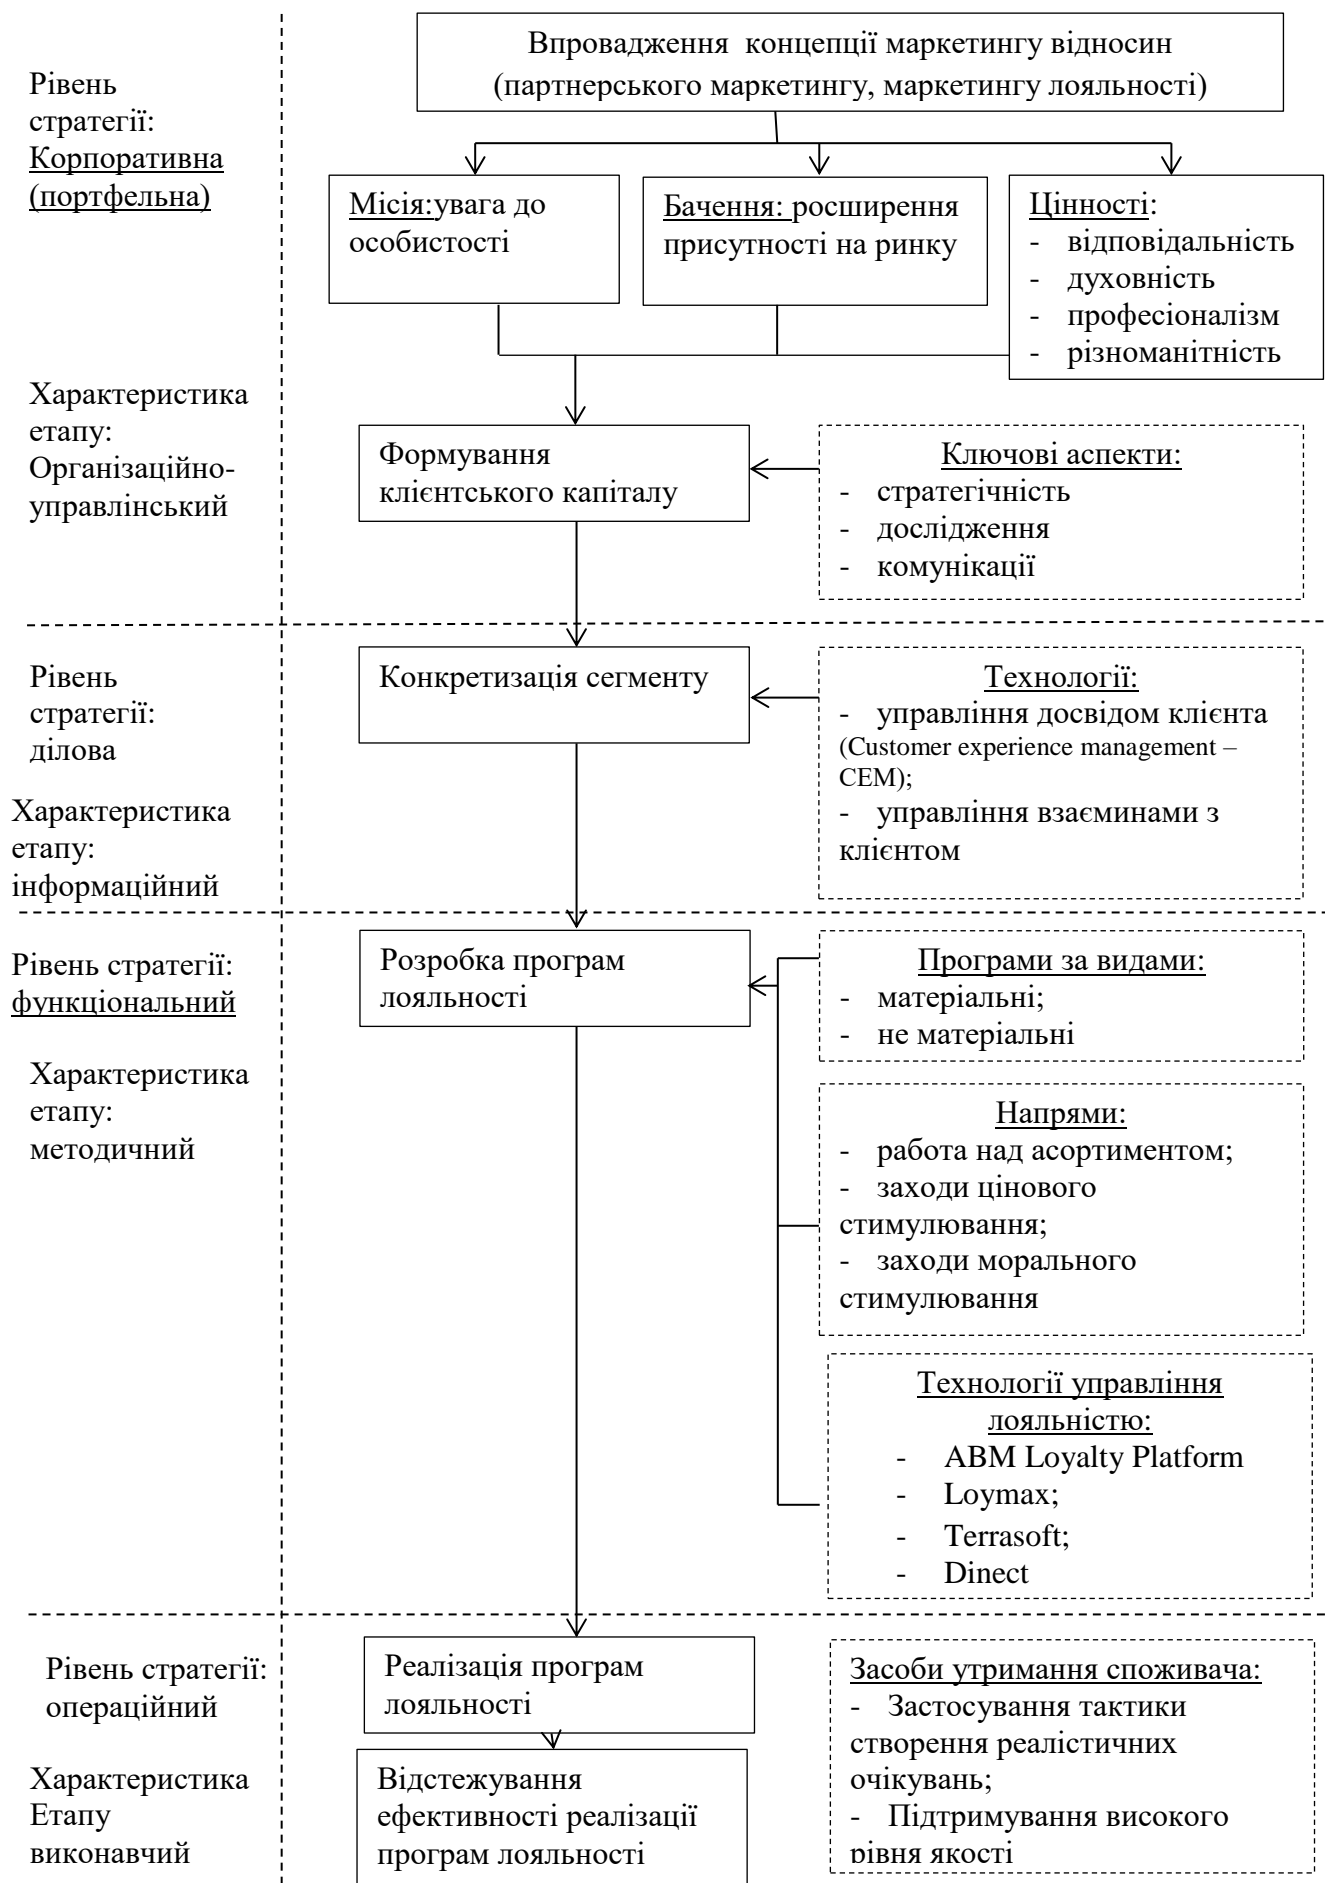 Впровадження концепції маркетингу відносин
(партнерського маркетингу, маркетингу лояльності)
Рівень
стратегії:
Корпоративна
(портфельна)
Місія:увага до
особистості
Бачення: росширення
присутності на ринку
Цінності:
- відповідальність
- духовність
- професіоналізм
- різноманітність
Характеристика
етапу:
Організаційно-
управлінський
Формування
клієнтського капіталу
Ключові аспекти:
- стратегічність
- дослідження
- комунікації
Рівень
стратегії:
ділова
Характеристика
етапу:
інформаційний
Конкретизація сегменту
Технології:
- управління досвідом клієнта
(Customer experience management –
CEM);
- управління взаєминами з
клієнтом
Рівень стратегії:
функціональний
Характеристика
етапу:
методичний
Розробка програм
лояльності
Програми за видами:
- матеріальні;
- не матеріальні
Напрями:
- работа над асортиментом;
- заходи цінового
стимулювання;
- заходи морального
стимулювання
Технології управління
лояльністю:
- ABM Loyalty Platform
- Loymax;
- Terrasoft;
- Dinect
Рівень стратегії:
операційний
Характеристика
Етапу
виконавчий
Реалізація програм
лояльності
Відстежування
ефективності реалізації
програм лояльності
Засоби утримання споживача:
- Застосування тактики
створення реалістичних
очікувань;
- Підтримування високого
рівня якості